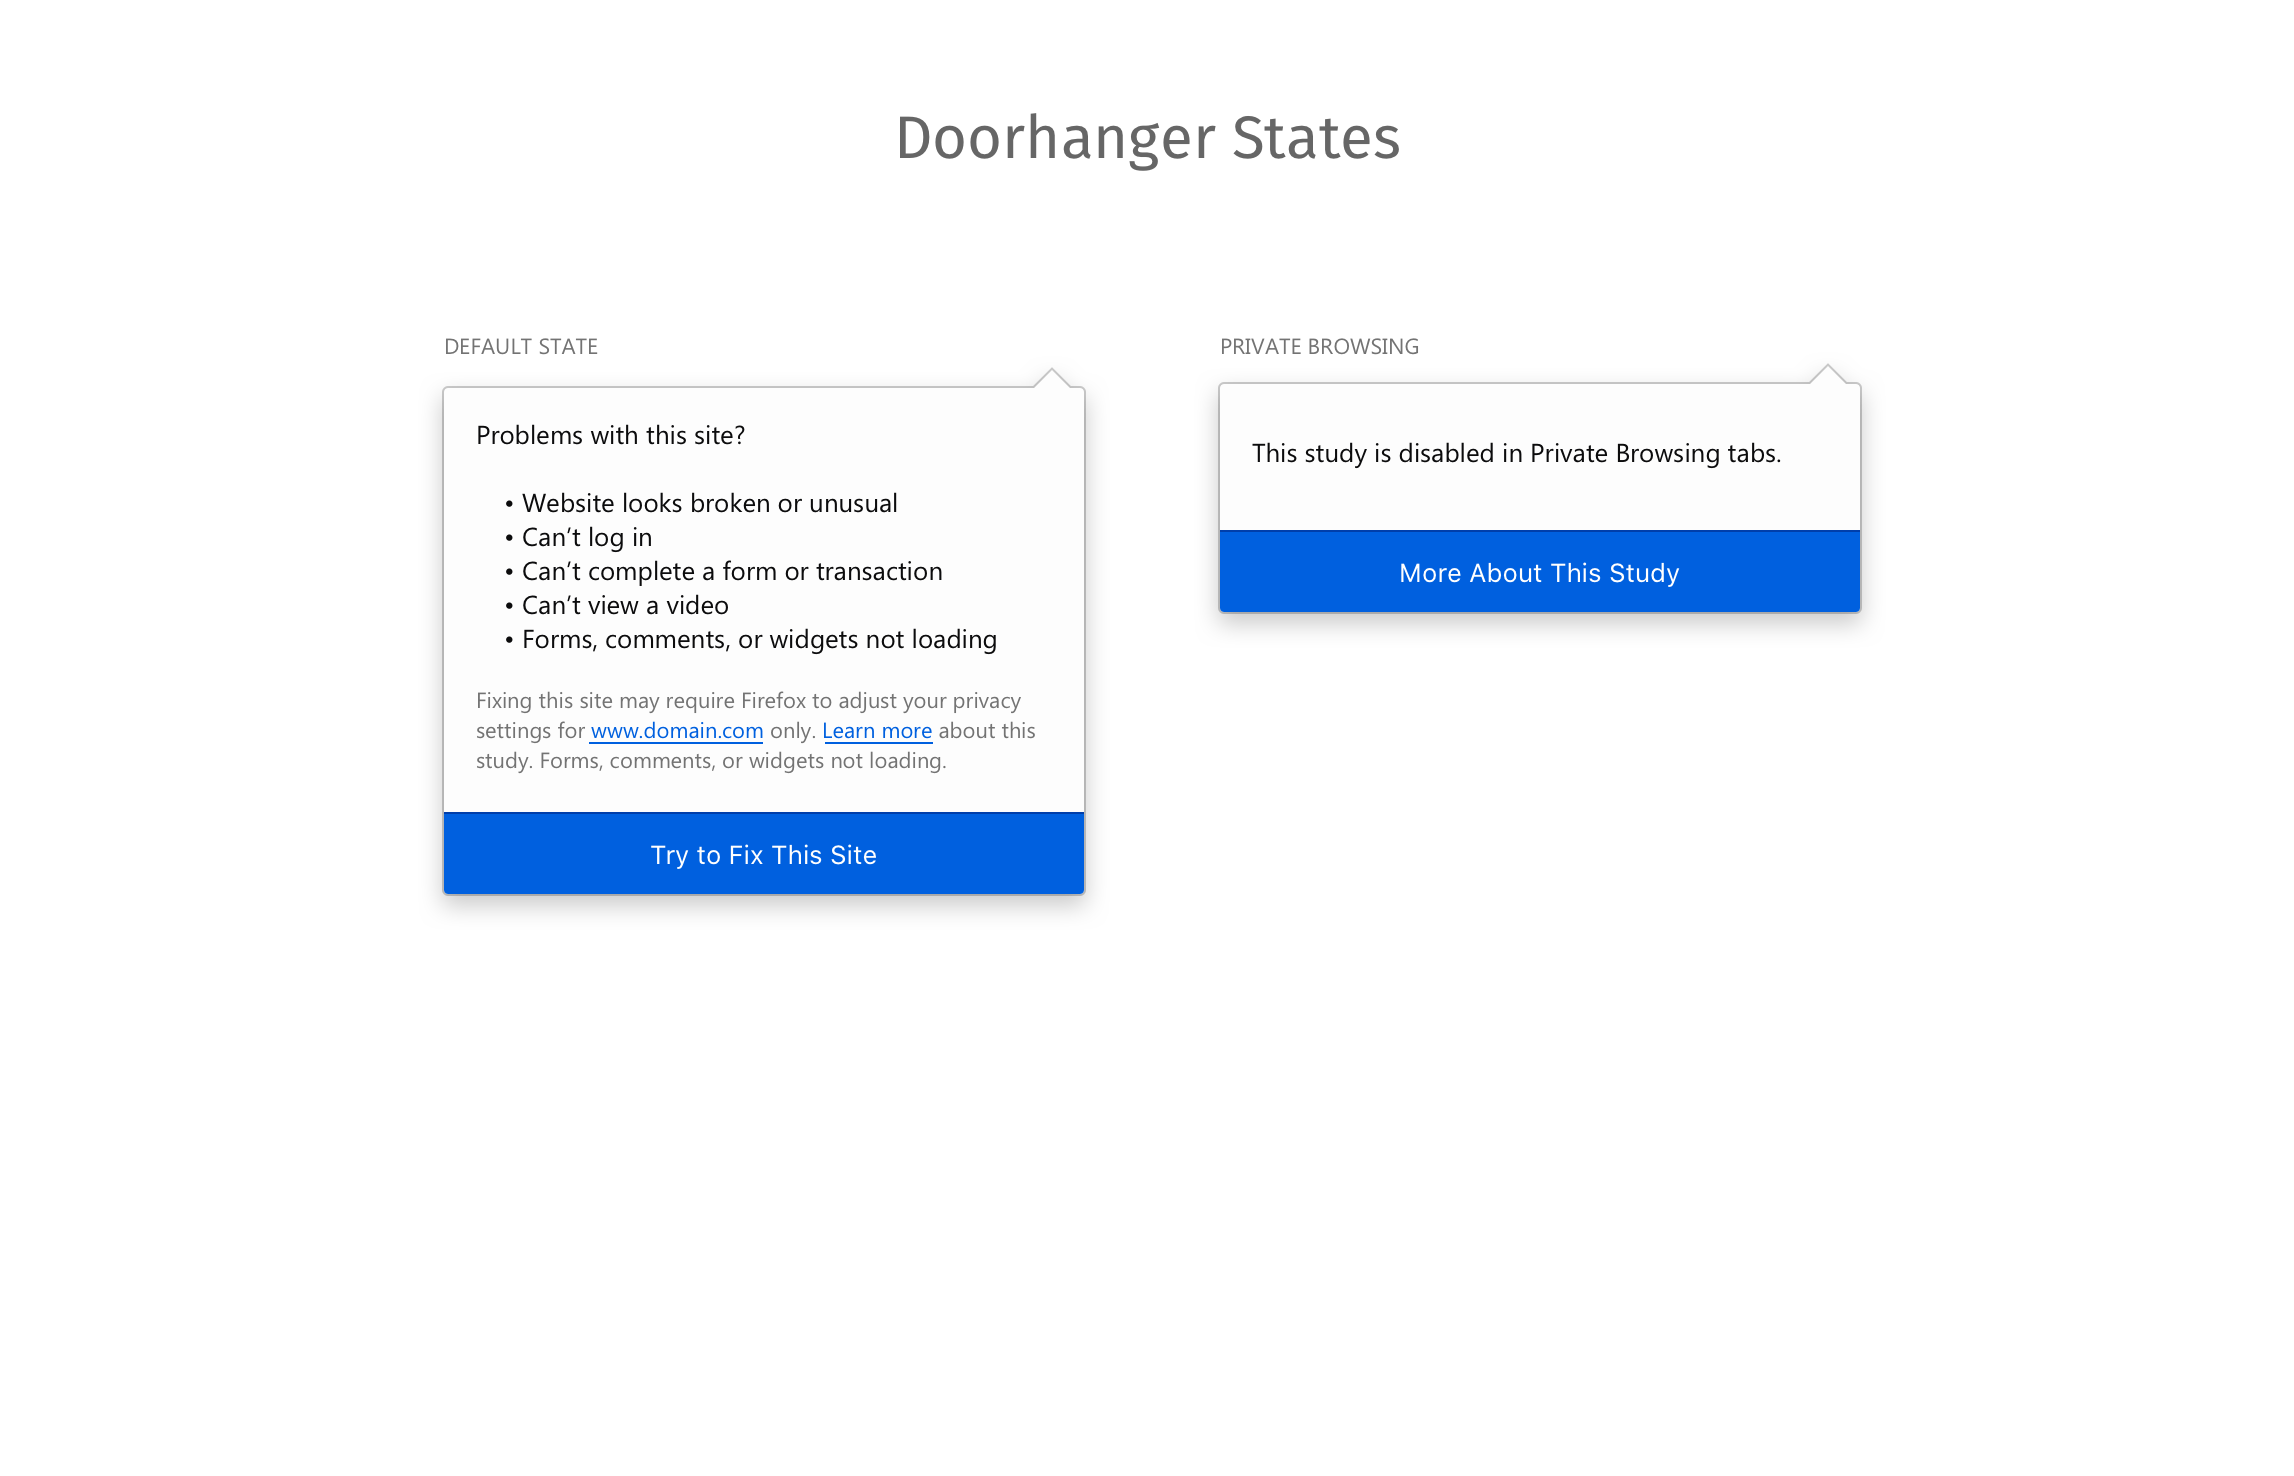 Doorhanger States
DEFAULT STATE
Problems with this site?
• Website looks broken or unusual
• Can’t log in
• Can’t complete a form or transaction
• Can’t view a video
• Forms, comments, or widgets not loading
Fixing this site may require Firefox to adjust your privacy
settings for www.domain.com only. Learn more about this
study. Forms, comments, or widgets not loading.
Try to Fix This Site
PRIVATE BROWSING
This study is disabled in Private Browsing tabs.
More About This Study